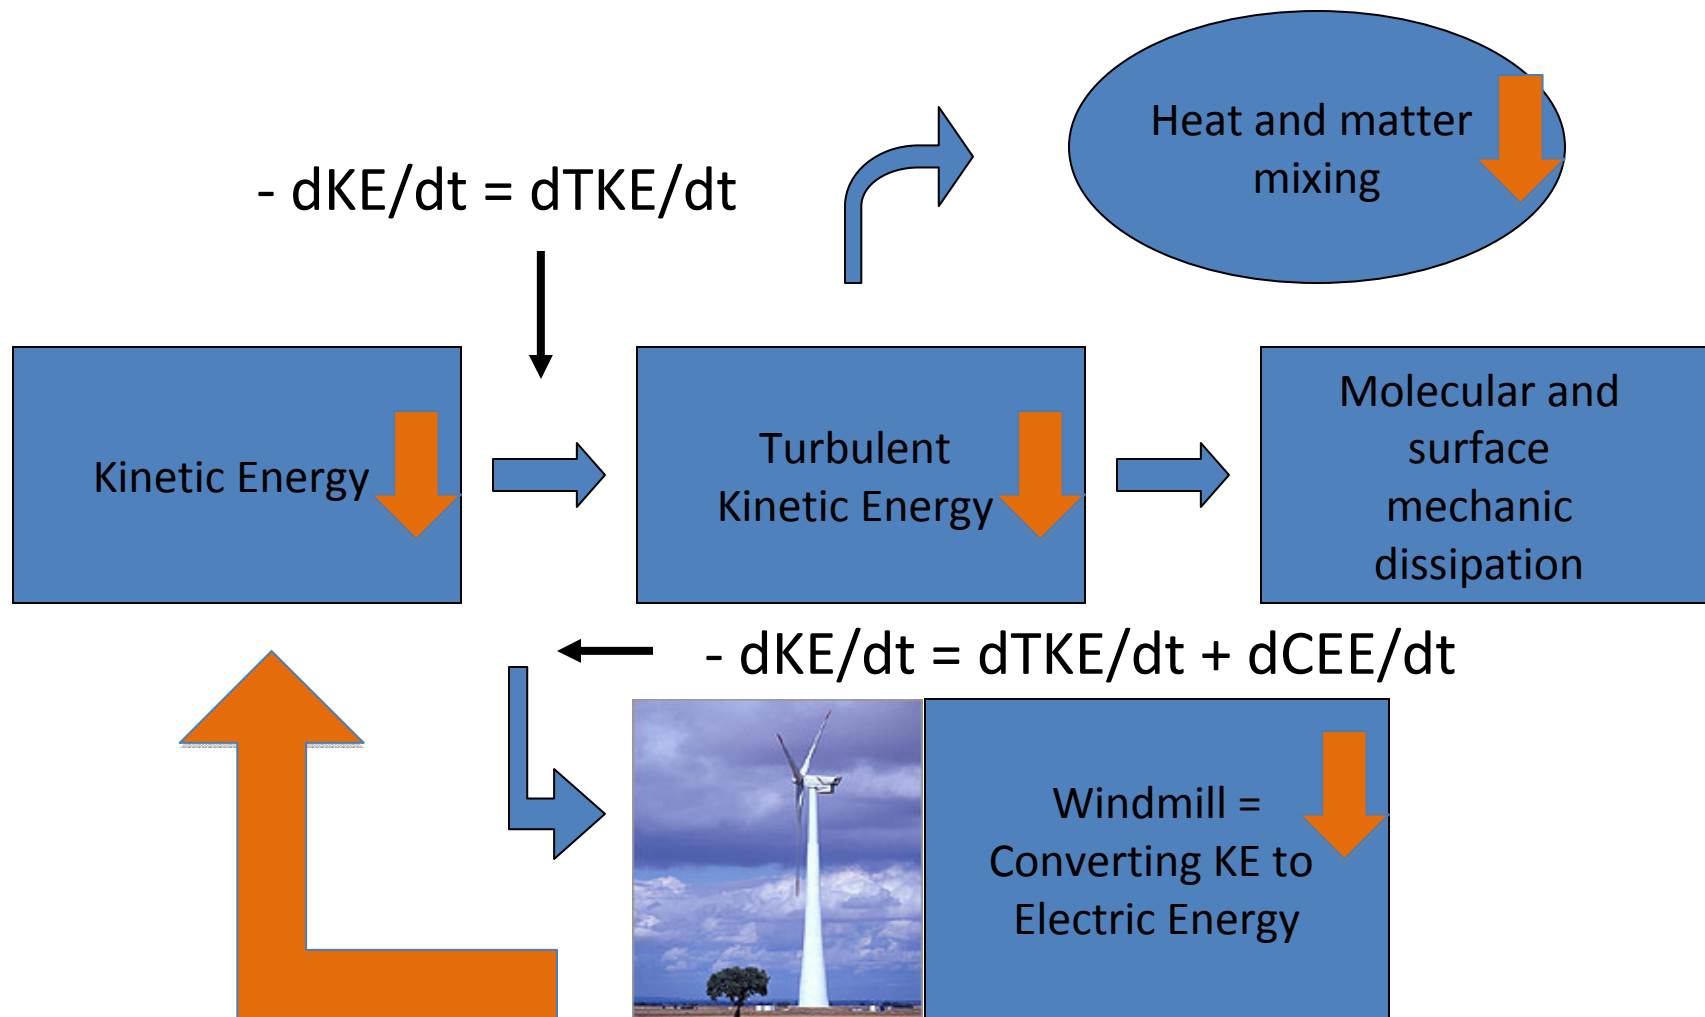 Heat and matter
mixing
- dKE/dt = dTKE/dt
Kinetic Energy
Turbulent
Kinetic Energy
Molecular and
surface
mechanic
dissipation
- dKE/dt = dTKE/dt + dCEE/dt
Windmill =
Converting KE to
Electric Energy